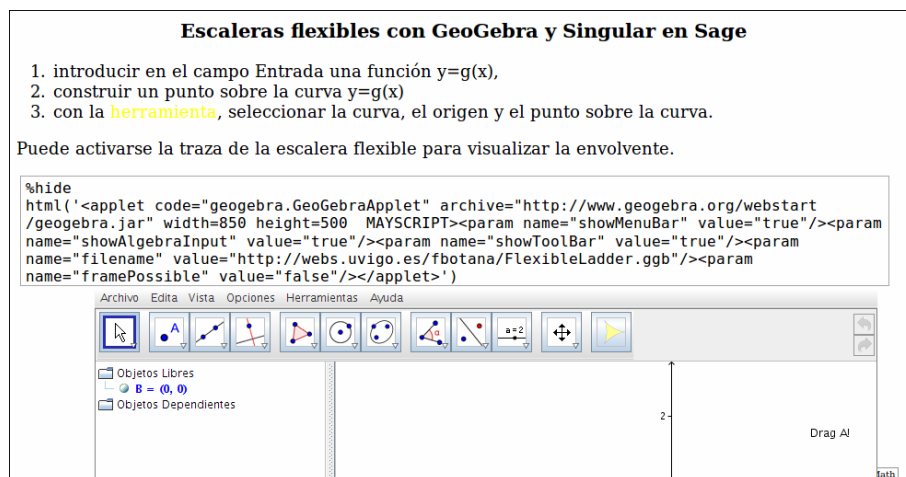 Escaleras flexibles con GeoGebra y Singular en Sage
1. introducir en el campo Entrada una función y=g(x),
2. construir un punto sobre la curva y=g(x)
3. con la herramienta, seleccionar la curva, el origen y el punto sobre la curva.
Puede activarse la traza de la escalera flexible para visualizar la envolvente.
%hide
html('<applet code="geogebra.GeoGebraApplet" archive="http://www.geogebra.org/webstart
/geogebra.jar" width=850 height=500  MAYSCRIPT><param name="showMenuBar" value="true"/><param
name="showAlgebraInput" value="true"/><param name="showToolBar" value="true"/><param
name="filename" value="http://webs.uvigo.es/fbotana/FlexibleLadder.ggb"/><param
name="framePossible" value="false"/></applet>')
Archivo Edita Vista Opciones Herramientas Ayuda
A α a=2
Objetos Libres
B = (0, 0)
Objetos Dependientes
2
Drag A!